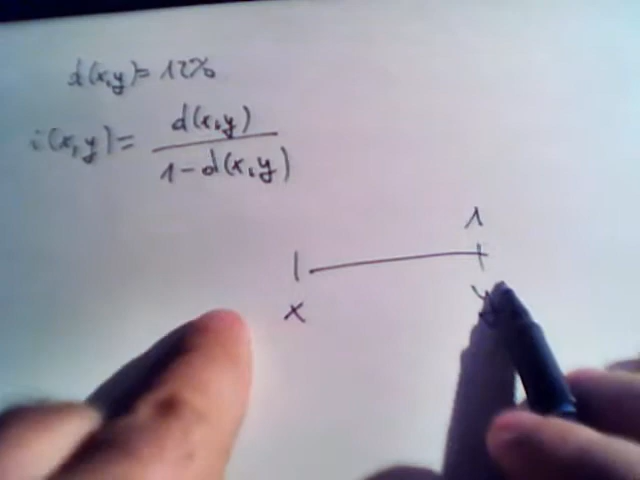 d(x,y)= 12%
i(x,y)= d(x,y) / 1-d(x,y)
1
x
y